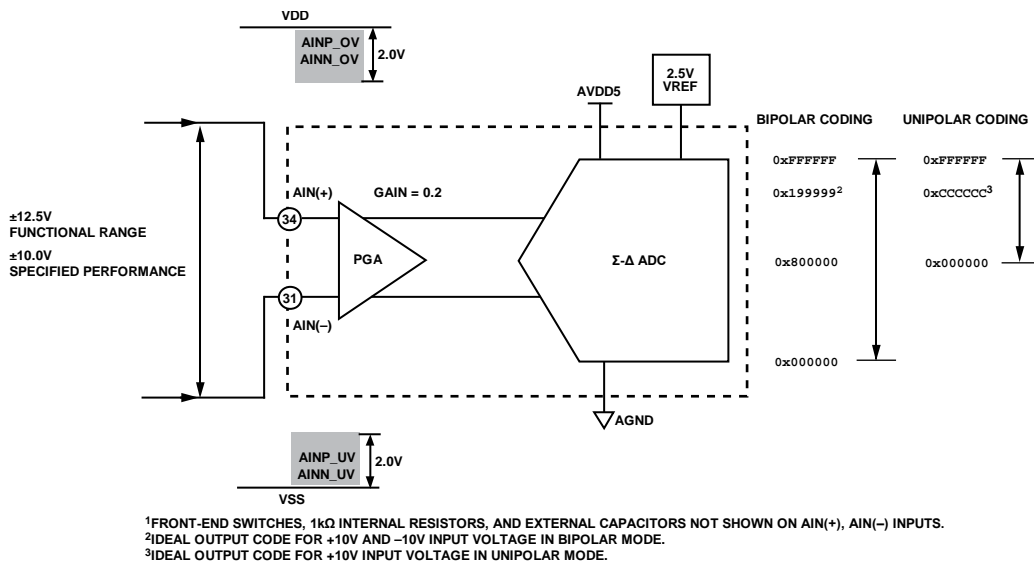 VDD
AINP_OV
AINN_OV
2.0V
2.5V
VREF
AVDD5
BIPOLAR CODING
UNIPOLAR CODING
0xFFFFFF
0xFFFFFF
0x199999²
0xCCCCCC³
AIN(+)
GAIN = 0.2
34
±12.5V
FUNCTIONAL RANGE
±10.0V
SPECIFIED PERFORMANCE
PGA
Σ-Δ ADC
0x800000
0x000000
31
AIN(–)
0x000000
AGND
AINP_UV
AINN_UV
2.0V
VSS
¹FRONT-END SWITCHES, 1kΩ INTERNAL RESISTORS, AND EXTERNAL CAPACITORS NOT SHOWN ON AIN(+), AIN(–) INPUTS.
²IDEAL OUTPUT CODE FOR +10V AND –10V INPUT VOLTAGE IN BIPOLAR MODE.
³IDEAL OUTPUT CODE FOR +10V INPUT VOLTAGE IN UNIPOLAR MODE.